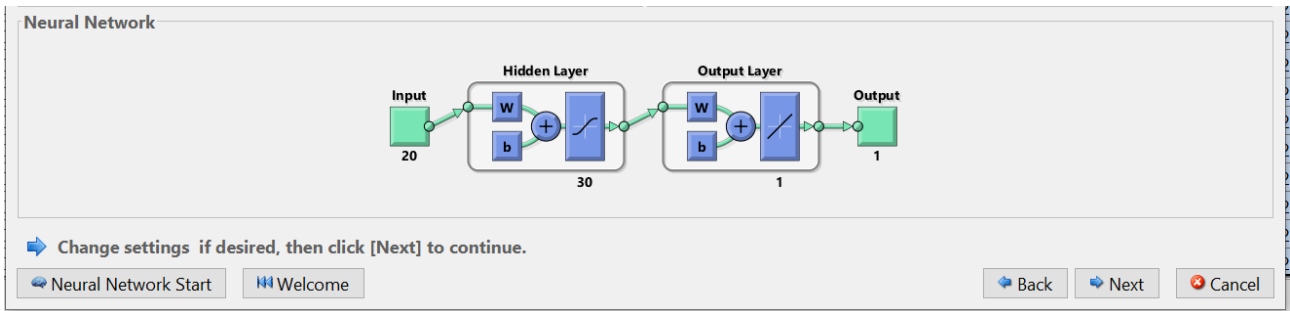 Neural Network
Hidden Layer
Output Layer
Input
Output
W
W
b
b
20
1
30
1
Change settings if desired, then click [Next] to continue.
Neural Network Start
Welcome
Back
Next
Cancel